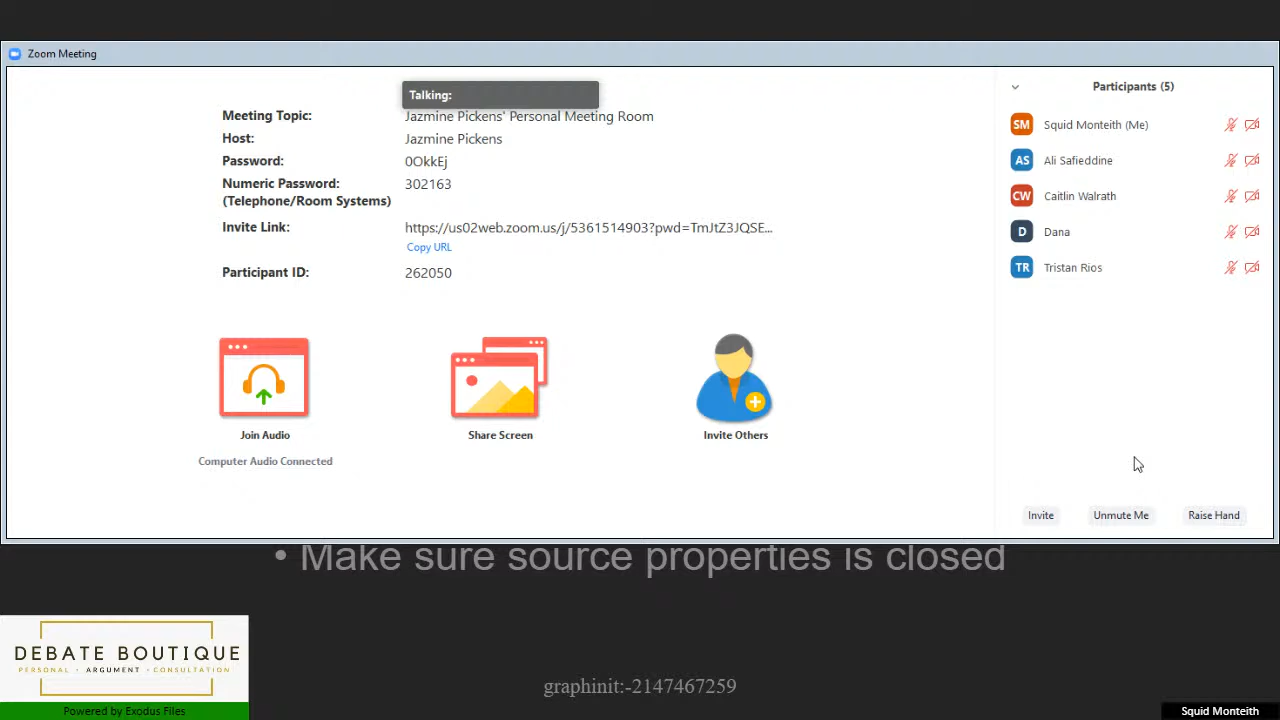 Zoom Meeting
Talking:
Meeting Topic: Jazmine Pickens' Personal Meeting Room
Host: Jazmine Pickens
Password: 0OkkEj
Numeric Password: 302163
(Telephone/Room Systems)
Invite Link: https://us02web.zoom.us/j/5361514903?pwd=TmJtZ3JQSE...
Copy URL
Participant ID: 262050
Join Audio
Computer Audio Connected
Share Screen
Invite Others
Participants (5)
SM Squid Monteith (Me)
AS Ali Safieddine
CW Caitlin Walrath
D Dana
TR Tristan Rios
Invite Unmute Me Raise Hand
• Make sure source properties is closed
DEBATE BOUTIQUE
PERSONAL · ARGUMENT · CONSULTATION
Powered by Exodus Files
graphinit:-2147467259
Squid Monteith